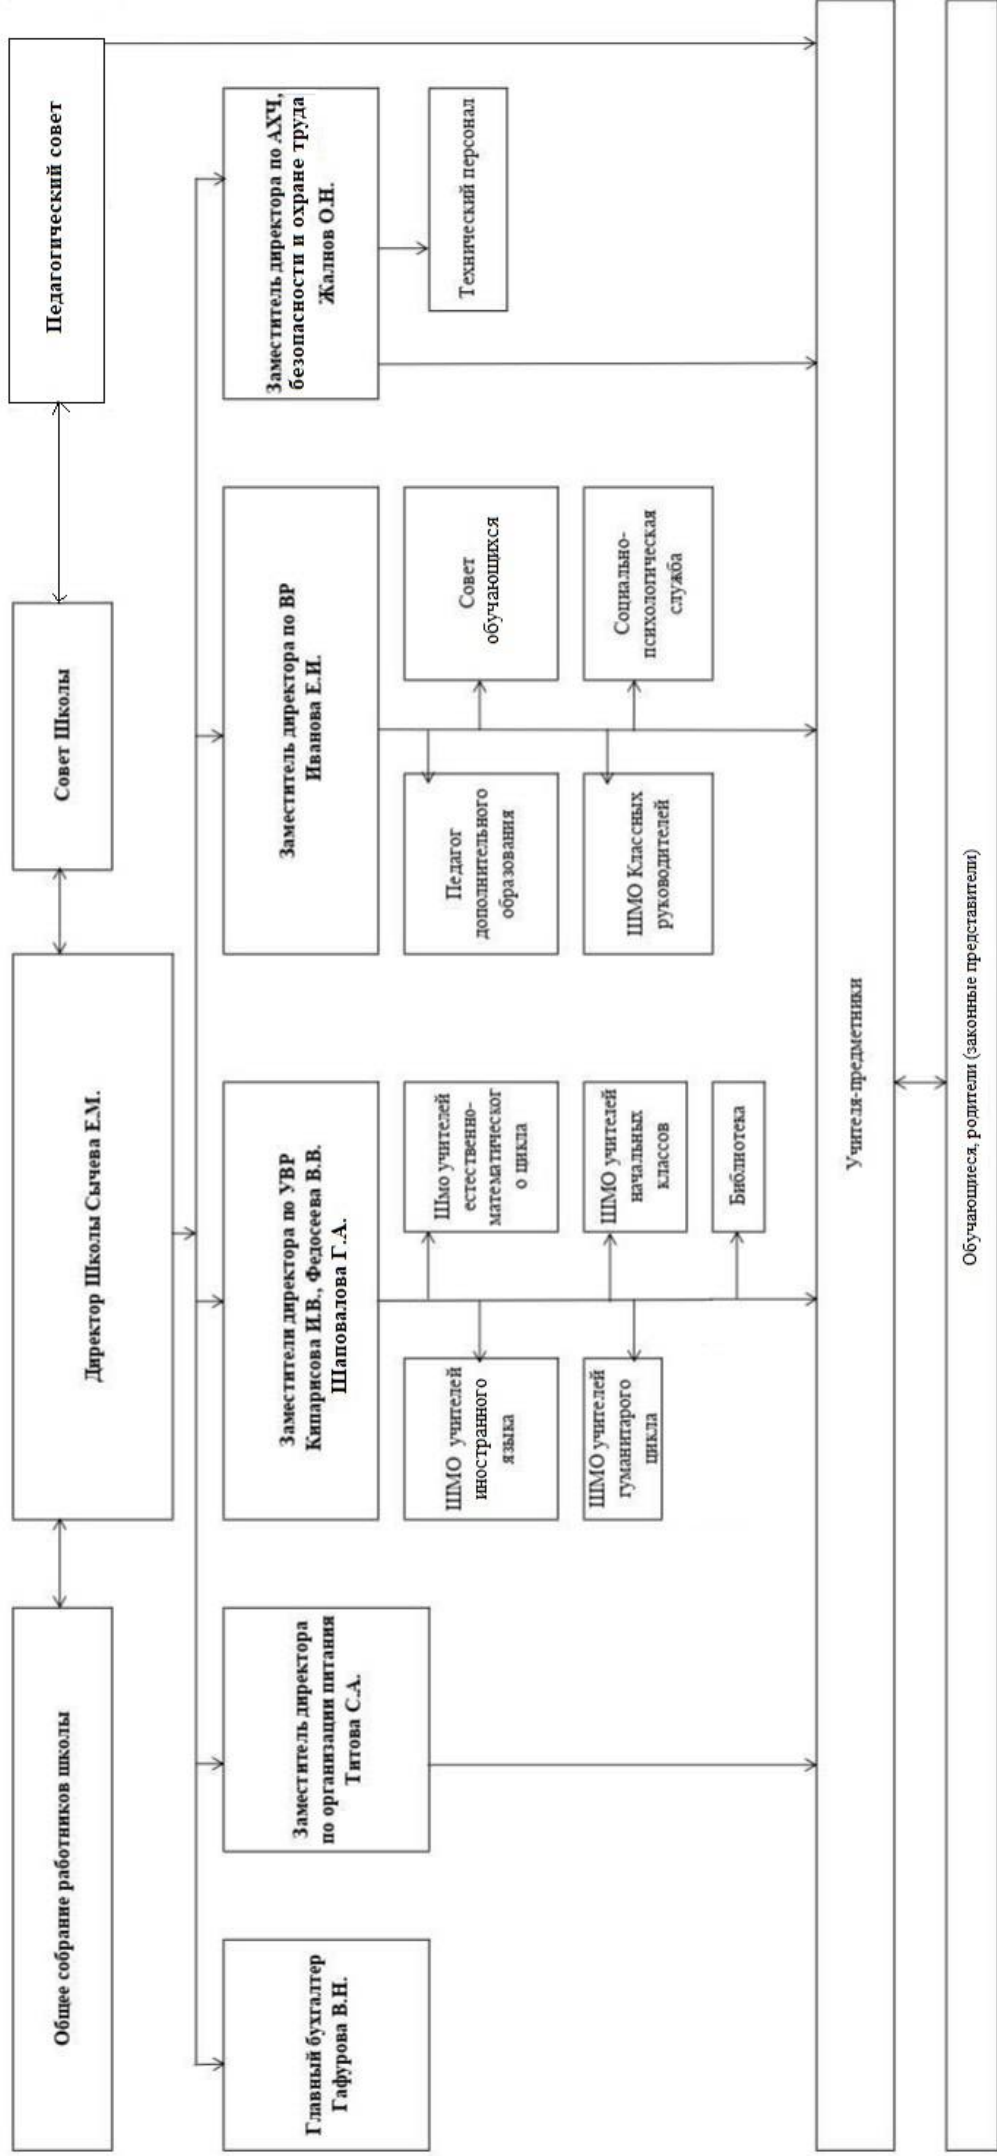 Общее собрание работников школы
Директор Школы Сычева Е.М.
Совет Школы
Педагогический совет
Главный бухгалтер
Гафурова В.Н.
Заместитель директора
по организации питания
Титова С.А.
Заместители директора по УВР
Кипарисова И.В., Федосеева В.В.
Шаповалова Г.А.
Заместитель директора по ВР
Иванова Е.И.
Заместитель директора по АХЧ,
безопасности и охране труда
Жалнов О.Н.
ШМО учителей
иностранного
языка
Шмо учителей
естественно-
математическог
о цикла
Педагог
дополнительного
образования
Совет
обучающихся
Технический персонал
ШМО учителей
гуманитарого
цикла
ШМО учителей
начальных
классов
Библиотека
ШМО Классных
руководителей
Социально-
психологическая
служба
Учителя-предметники
Обучающиеся, родители (законные представители)